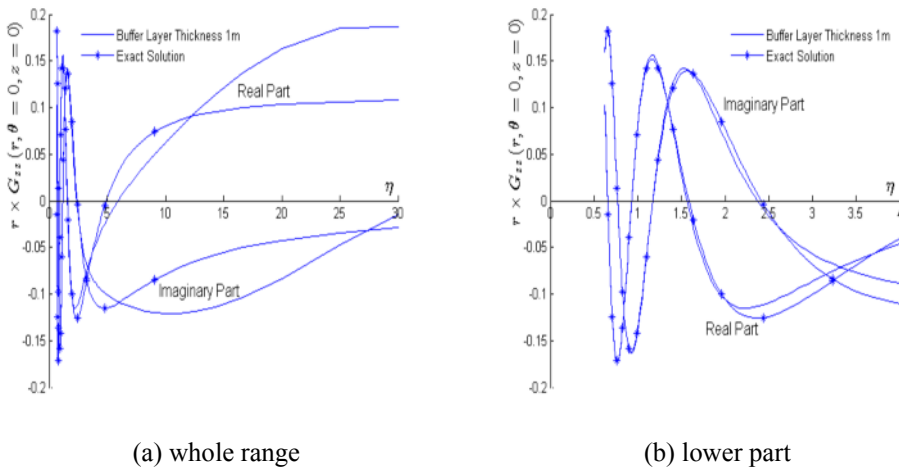 0.2
0.15
0.1
0.05
0
-0.05
-0.1
-0.15
-0.2
r × G_zz (r, θ = 0, z = 0)
Buffer Layer Thickness 1m
Exact Solution
Real Part
Imaginary Part
η
5 10 15 20 25 30
(a) whole range
0.2
0.15
0.1
0.05
0
-0.05
-0.1
-0.15
-0.2
r × G_zz (r, θ = 0, z = 0)
Buffer Layer Thickness 1m
Exact Solution
Imaginary Part
Real Part
η
0.5 1 1.5 2 2.5 3 3.5 4
(b) lower part